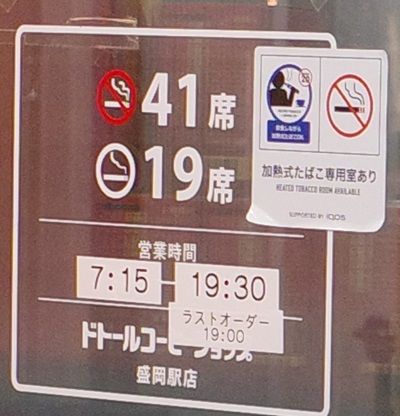 41席
19席
営業時間
7:15 19:30
ラストオーダー
19:00
ドトールコーヒーショップ
盛岡駅店
加熱式たばこ専用室あり
HEATED TOBACCO ROOM AVAILABLE
SUPPORTED BY IQOS